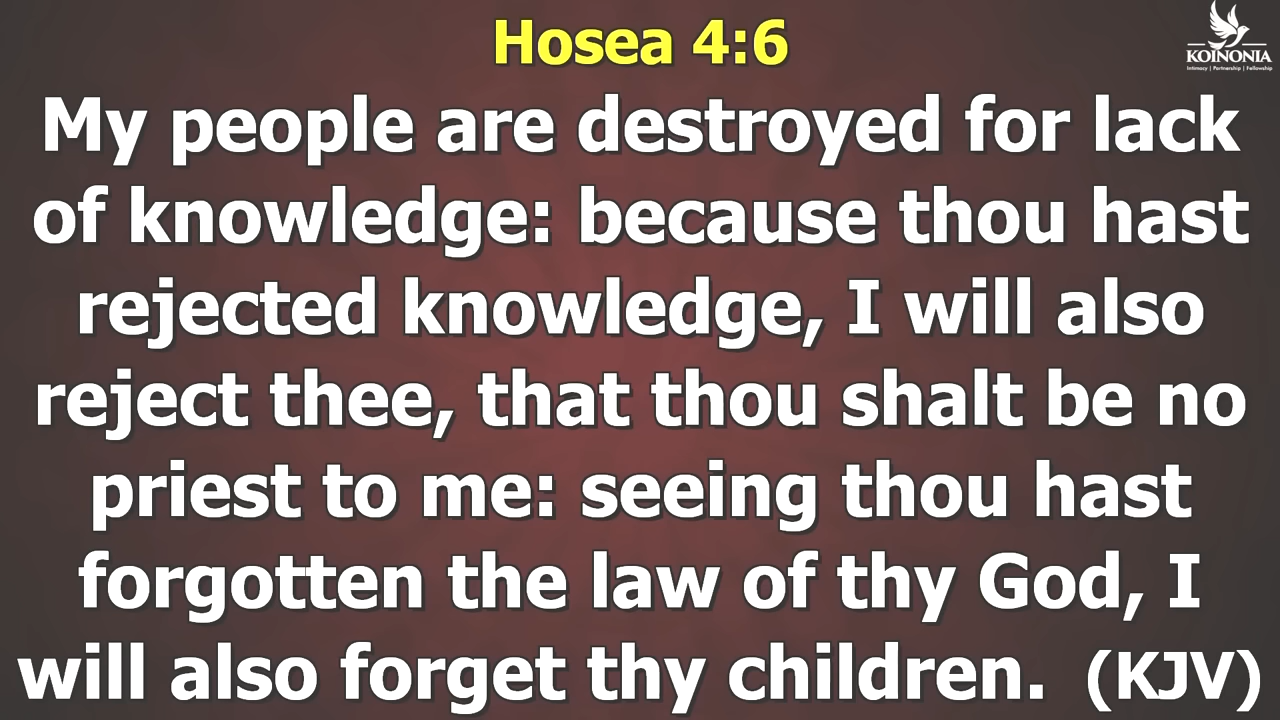 Hosea 4:6
KOINONIA
Intimacy | Partnership | Fellowship
My people are destroyed for lack
of knowledge: because thou hast
rejected knowledge, I will also
reject thee, that thou shalt be no
priest to me: seeing thou hast
forgotten the law of thy God, I
will also forget thy children. (KJV)